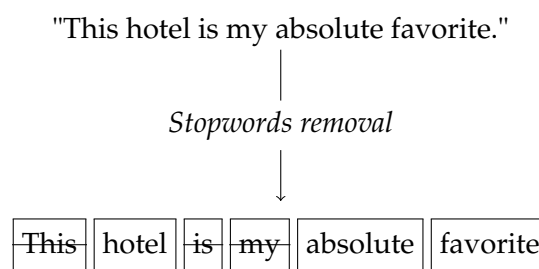 "This hotel is my absolute favorite."
Stopwords removal
This hotel is my absolute favorite